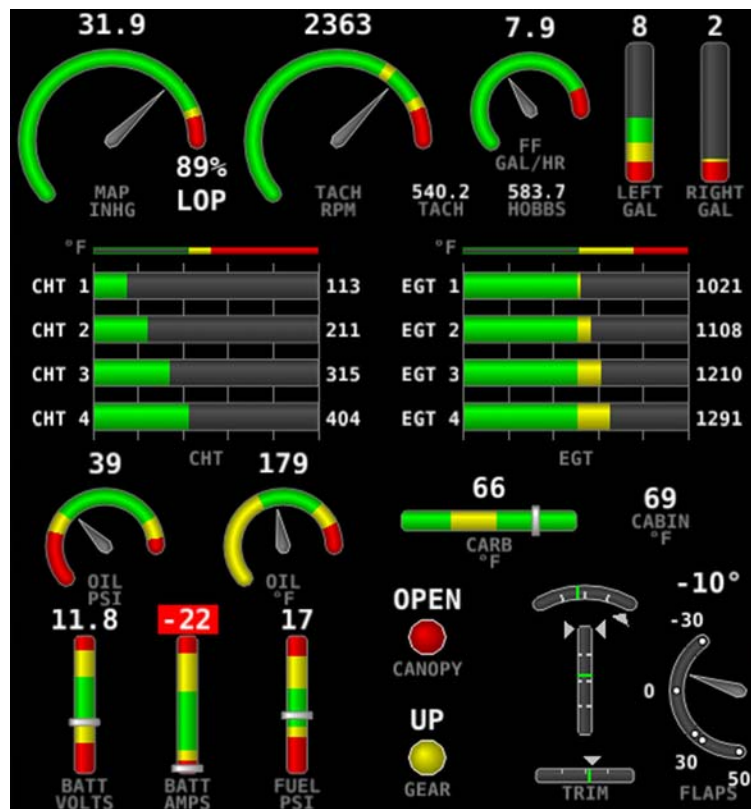 31.9
2363
7.9
8
2
89%
LOP
MAP
INHG
TACH
RPM
540.2
TACH
FF
GAL/HR
583.7
HOBBS
LEFT
GAL
RIGHT
GAL
°F
CHT 1 113
CHT 2 211
CHT 3 315
CHT 4 404
CHT
°F
EGT 1 1021
EGT 2 1108
EGT 3 1210
EGT 4 1291
EGT
39
OIL
PSI
179
OIL
°F
66
CARB
°F
69
CABIN
°F
11.8
BATT
VOLTS
-22
BATT
AMPS
17
FUEL
PSI
OPEN
CANOPY
UP
GEAR
TRIM
-10°
-30
0
30
50
FLAPS